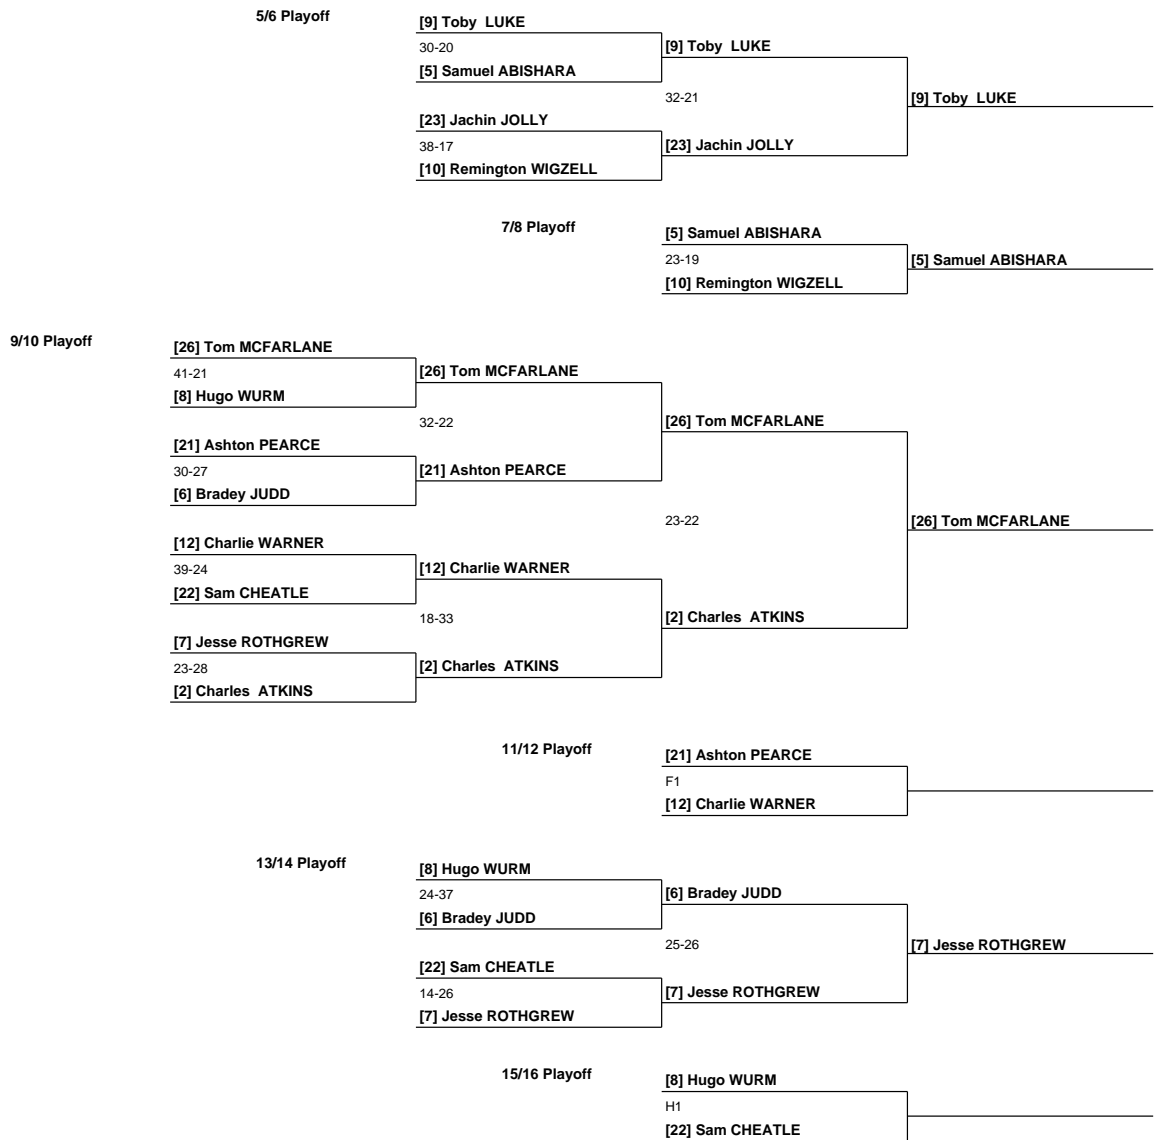 5/6 Playoff
[9] Toby  LUKE
30-20
[9] Toby  LUKE
[5] Samuel ABISHARA
32-21
[9] Toby  LUKE
[23] Jachin JOLLY
38-17
[23] Jachin JOLLY
[10] Remington WIGZELL
7/8 Playoff
[5] Samuel ABISHARA
23-19
[5] Samuel ABISHARA
[10] Remington WIGZELL
9/10 Playoff
[26] Tom MCFARLANE
41-21
[26] Tom MCFARLANE
[8] Hugo WURM
32-22
[26] Tom MCFARLANE
[21] Ashton PEARCE
30-27
[21] Ashton PEARCE
[6] Bradey JUDD
23-22
[26] Tom MCFARLANE
[12] Charlie WARNER
39-24
[12] Charlie WARNER
[22] Sam CHEATLE
18-33
[2] Charles  ATKINS
[7] Jesse ROTHGREW
23-28
[2] Charles  ATKINS
[2] Charles  ATKINS
11/12 Playoff
[21] Ashton PEARCE
F1
[12] Charlie WARNER
13/14 Playoff
[8] Hugo WURM
24-37
[6] Bradey JUDD
[6] Bradey JUDD
25-26
[7] Jesse ROTHGREW
[22] Sam CHEATLE
14-26
[7] Jesse ROTHGREW
[7] Jesse ROTHGREW
15/16 Playoff
[8] Hugo WURM
H1
[22] Sam CHEATLE